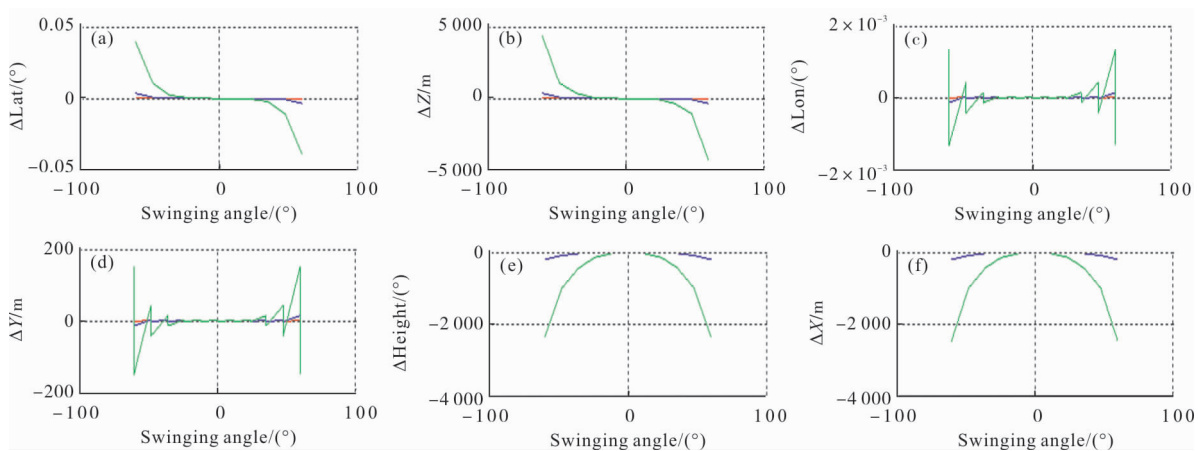 0.05
(a)
ΔLat/(°)
0
−0.05
−100
0
100
Swinging angle/(°)
5 000
(b)
ΔZ/m
0
−5 000
−100
0
100
Swinging angle/(°)
2 × 10⁻³
(c)
ΔLon/(°)
0
−2 × 10⁻³
−100
0
100
Swinging angle/(°)
200
(d)
ΔY/m
0
−200
−100
0
100
Swinging angle/(°)
0
(e)
ΔHeight/(°)
−2 000
−4 000
−100
0
100
Swinging angle/(°)
0
(f)
ΔX/m
−2 000
−4 000
−100
0
100
Swinging angle/(°)